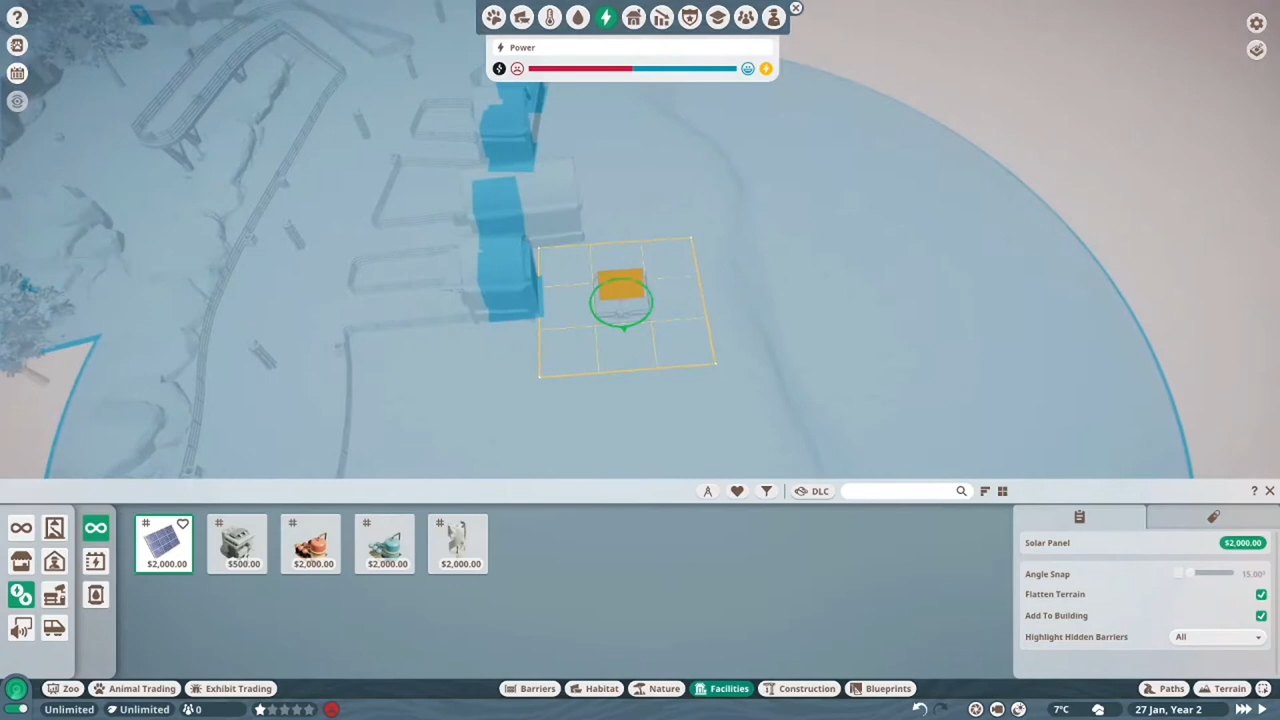 Power
DLC
$2,000.00
$500.00
$2,000.00
$2,000.00
$2,000.00
Solar Panel
$2,000.00
Angle Snap
15.00°
Flatten Terrain
Add To Building
Highlight Hidden Barriers
All
Zoo
Animal Trading
Exhibit Trading
Barriers
Habitat
Nature
Facilities
Construction
Blueprints
Paths
Terrain
Unlimited
Unlimited
0
7°C
27 Jan, Year 2